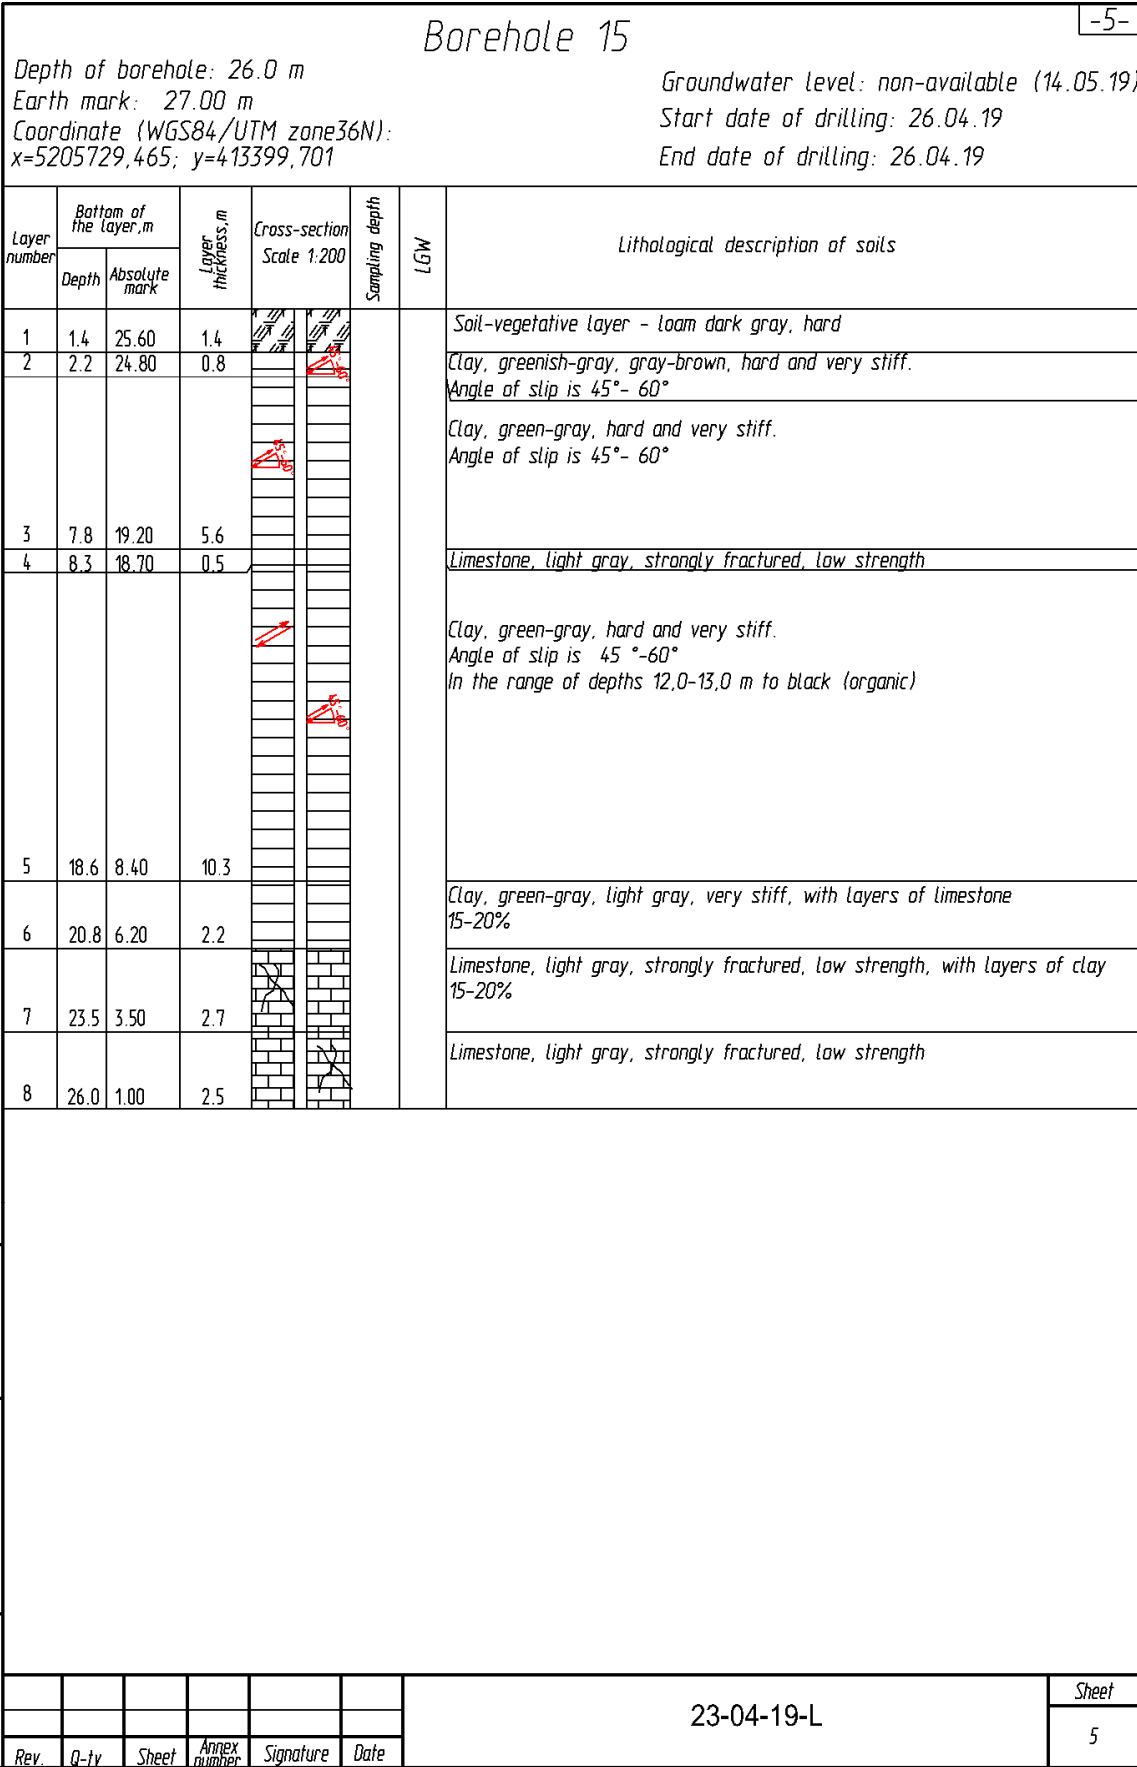 -5-
Borehole 15
Depth of borehole: 26.0 m
Earth mark: 27.00 m
Coordinate (WGS84/UTM zone36N):
x=5205729,465; y=413399,701
Groundwater level: non-available (14.05.19)
Start date of drilling: 26.04.19
End date of drilling: 26.04.19
Layer number
Bottom of the layer,m
Depth
Absolute mark
Layer thickness,m
Cross-section
Scale 1:200
Sampling depth
LGW
Lithological description of soils
1 1.4 25.60 1.4
Soil-vegetative layer - loam dark gray, hard
2 2.2 24.80 0.8
45°-60°
Clay, greenish-gray, gray-brown, hard and very stiff.
Angle of slip is 45°- 60°
45°-60°
Clay, green-gray, hard and very stiff.
Angle of slip is 45°- 60°
3 7.8 19.20 5.6
4 8.3 18.70 0.5
Limestone, light gray, strongly fractured, low strength
Clay, green-gray, hard and very stiff.
Angle of slip is 45 °-60°
In the range of depths 12,0-13,0 m to black (organic)
45°-60°
5 18.6 8.40 10.3
Clay, green-gray, light gray, very stiff, with layers of limestone
15-20%
6 20.8 6.20 2.2
Limestone, light gray, strongly fractured, low strength, with layers of clay
15-20%
7 23.5 3.50 2.7
Limestone, light gray, strongly fractured, low strength
8 26.0 1.00 2.5
23-04-19-L
Sheet
5
Rev. Q-ty Sheet Annex number Signature Date